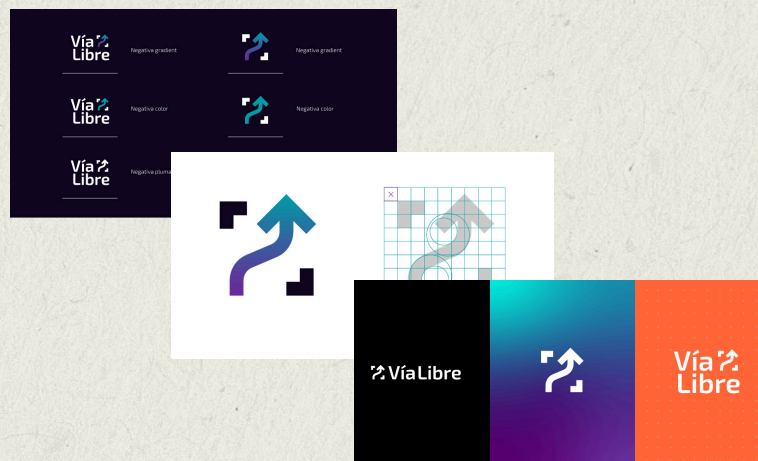 Vía
Libre
Negativa gradient
Negativa gradient
Vía
Libre
Negativa color
Negativa color
Vía
Libre
Negativa pluma
X
Vía Libre
Vía
Libre